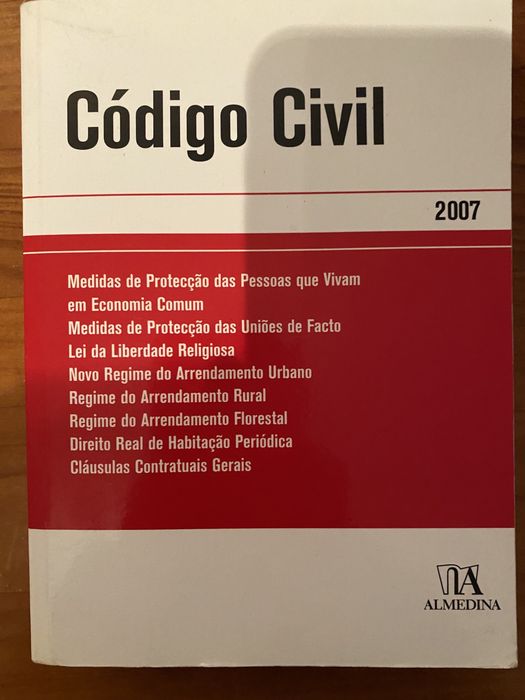 Código Civil
2007
Medidas de Protecção das Pessoas que Vivam
em Economia Comum
Medidas de Protecção das Uniões de Facto
Lei da Liberdade Religiosa
Novo Regime do Arrendamento Urbano
Regime do Arrendamento Rural
Regime do Arrendamento Florestal
Direito Real de Habitação Periódica
Cláusulas Contratuais Gerais
ALMEDINA